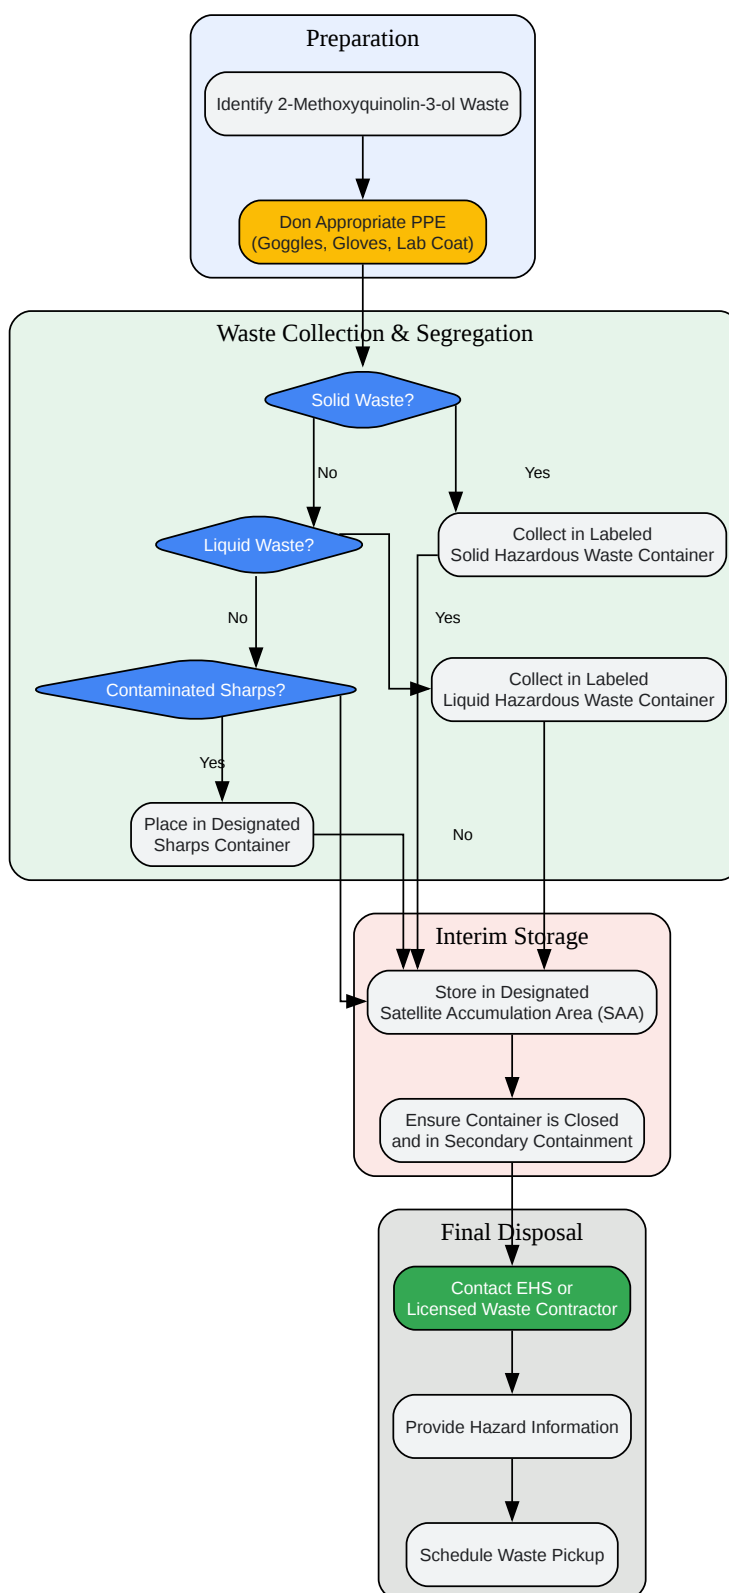 Preparation
Identify 2-Methoxyquinolin-3-ol Waste
Don Appropriate PPE
(Goggles, Gloves, Lab Coat)
Waste Collection & Segregation
Solid Waste?
No
Yes
Liquid Waste?
Collect in Labeled
Solid Hazardous Waste Container
No
Yes
Contaminated Sharps?
Collect in Labeled
Liquid Hazardous Waste Container
Yes
Place in Designated
Sharps Container
No
Interim Storage
Store in Designated
Satellite Accumulation Area (SAA)
Ensure Container is Closed
and in Secondary Containment
Final Disposal
Contact EHS or
Licensed Waste Contractor
Provide Hazard Information
Schedule Waste Pickup